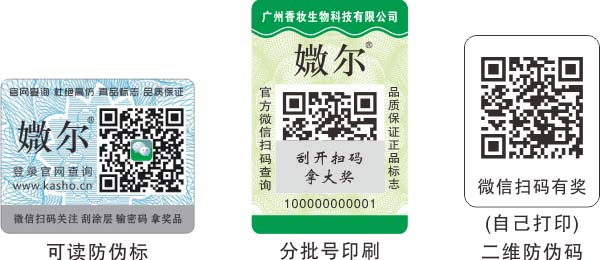 官网查询 杜绝高仿 真品标志 品质保证
媺尔®
登录官网查询
www.kasho.cn
微信扫码关注 刮涂层 输密码 拿奖品
可读防伪标
广州香妆生物科技有限公司
媺尔®
官方微信扫码查询
品质保证正品标志
刮开扫码
拿大奖
100000000001
分批号印刷
微信扫码有奖
(自己打印)
二维防伪码